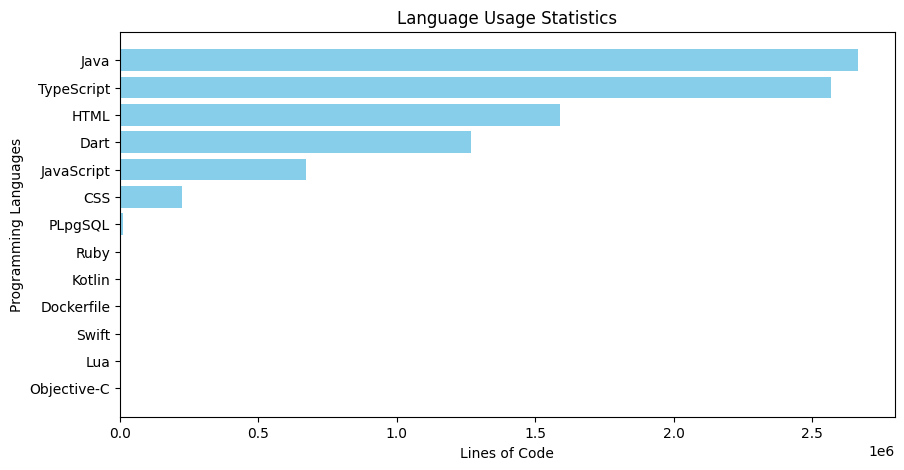 Language Usage Statistics
Programming Languages
Java
TypeScript
HTML
Dart
JavaScript
CSS
PLpgSQL
Ruby
Kotlin
Dockerfile
Swift
Lua
Objective-C
0.0 0.5 1.0 1.5 2.0 2.5
1e6
Lines of Code